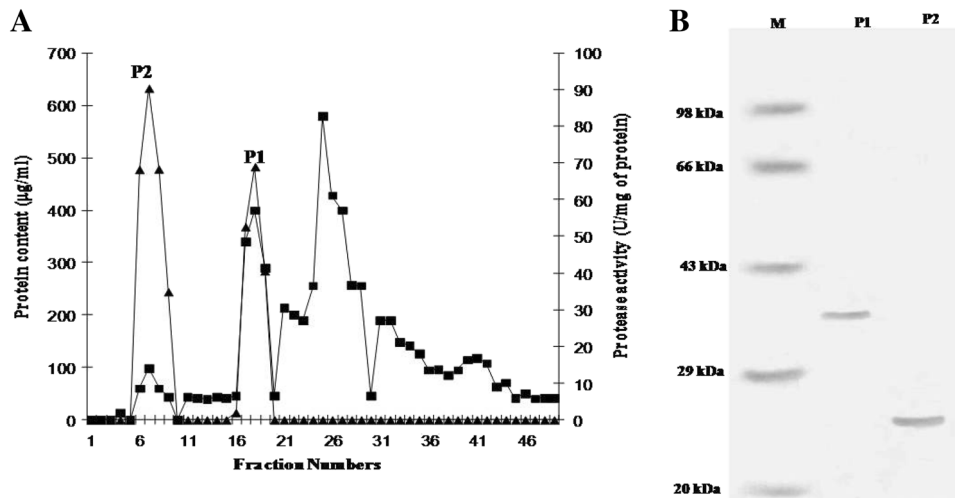 A
P2
P1
Protein content (µg/ml)
700
600
500
400
300
200
100
0
Protease activity (U/mg of protein)
100
90
80
70
60
50
40
30
20
10
0
1
6
11
16
21
26
31
36
41
46
Fraction Numbers
B
M
P1
P2
98 kDa
66 kDa
43 kDa
29 kDa
20 kDa